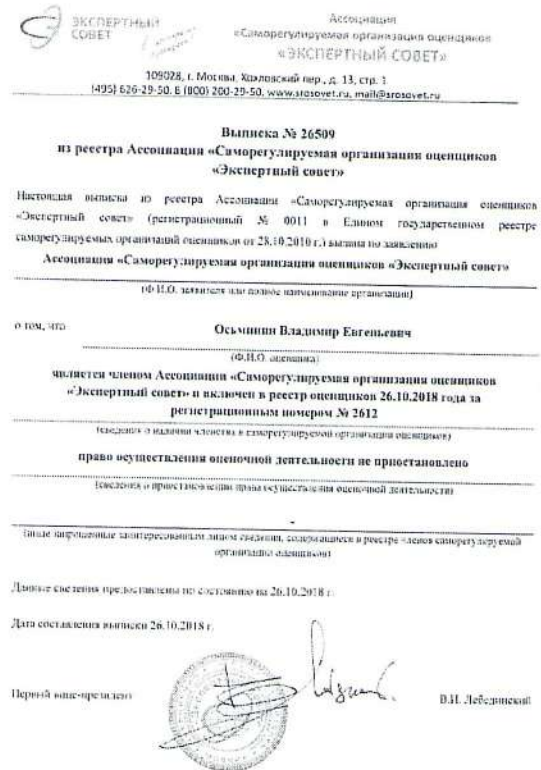 ЭКСПЕРТНЫЙ
СОВЕТ
Ассоциация
«Саморегулируемая организация оценщиков
«ЭКСПЕРТНЫЙ СОВЕТ»
109028, г. Москва, Хохловский пер., д. 13, стр. 1
(495) 626-29-50, 8 (800) 200-29-50, www.srosovet.ru, mail@srosovet.ru
Выписка № 26509
из реестра Ассоциация «Саморегулируемая организация оценщиков
«Экспертный совет»
Настоящая выписка из реестра Ассоциации «Саморегулируемая организация оценщиков
«Экспертный совет» (регистрационный № 0011 в Едином государственном реестре
саморегулируемых организаций оценщиков от 28.10.2010 г.) выдана по заявлению
Ассоциация «Саморегулируемая организация оценщиков «Экспертный совет»
(Ф.И.О. заявителя или полное наименование организации)
о том, что Осьминин Владимир Евгеньевич
(Ф.И.О. оценщика)
является членом Ассоциации «Саморегулируемая организация оценщиков
«Экспертный совет» и включен в реестр оценщиков 26.10.2018 года за
регистрационным номером № 2612
(сведения о наличии членства в саморегулируемой организации оценщиков)
право осуществления оценочной деятельности не приостановлено
(сведения о приостановлении права осуществления оценочной деятельности)
-
(иные запрошенные заинтересованным лицом сведения, содержащиеся в реестре членов саморегулируемой
организации оценщиков)
Данные сведения предоставлены по состоянию на 26.10.2018 г.
Дата составления выписки 26.10.2018 г.
Первый вице-президент В.И. Лебединский